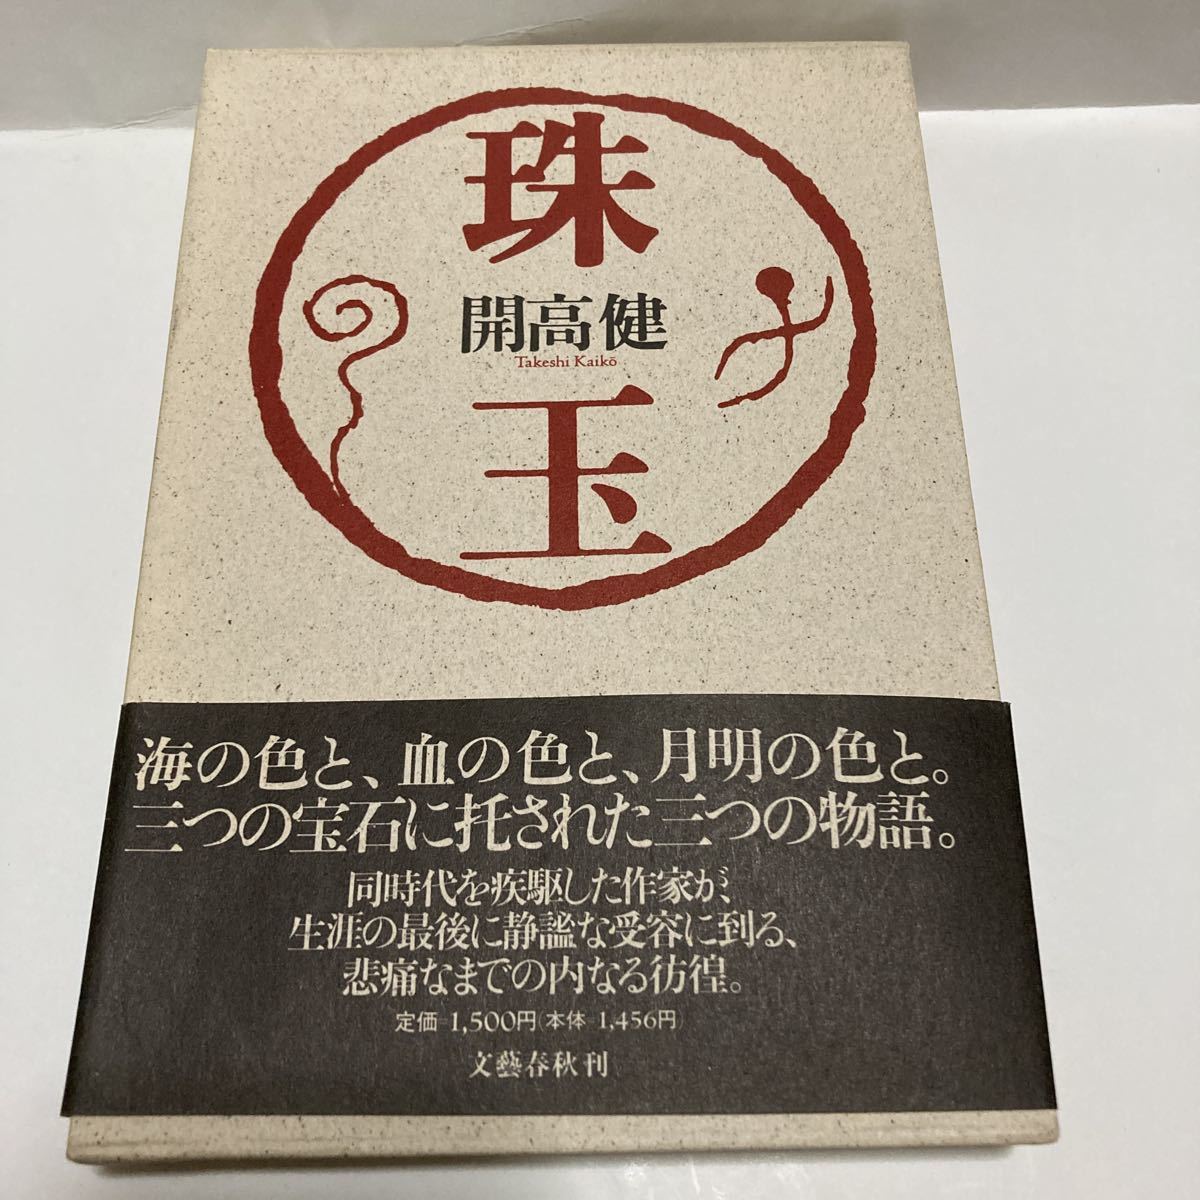 珠
開高健
Takeshi Kaikō
玉
海の色と、血の色と、月明の色と。
三つの宝石に托された三つの物語。
同時代を疾駆した作家が、
生涯の最後に静謐な受容に到る、
悲痛なまでの内なる彷徨。
定価=1,500円(本体=1,456円)
文藝春秋刊